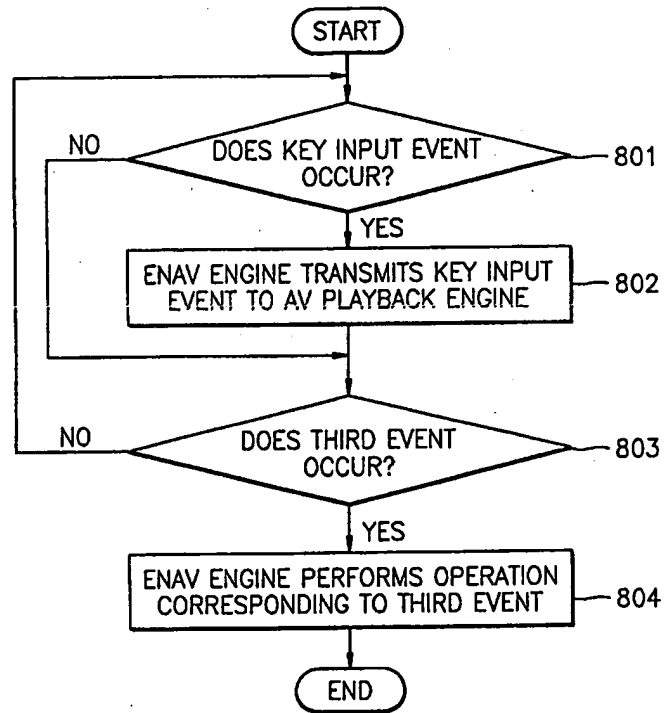 START
NO
DOES KEY INPUT EVENT
OCCUR?
801
YES
ENAV ENGINE TRANSMITS KEY INPUT
EVENT TO AV PLAYBACK ENGINE
802
NO
DOES THIRD EVENT
OCCUR?
803
YES
ENAV ENGINE PERFORMS OPERATION
CORRESPONDING TO THIRD EVENT
804
END